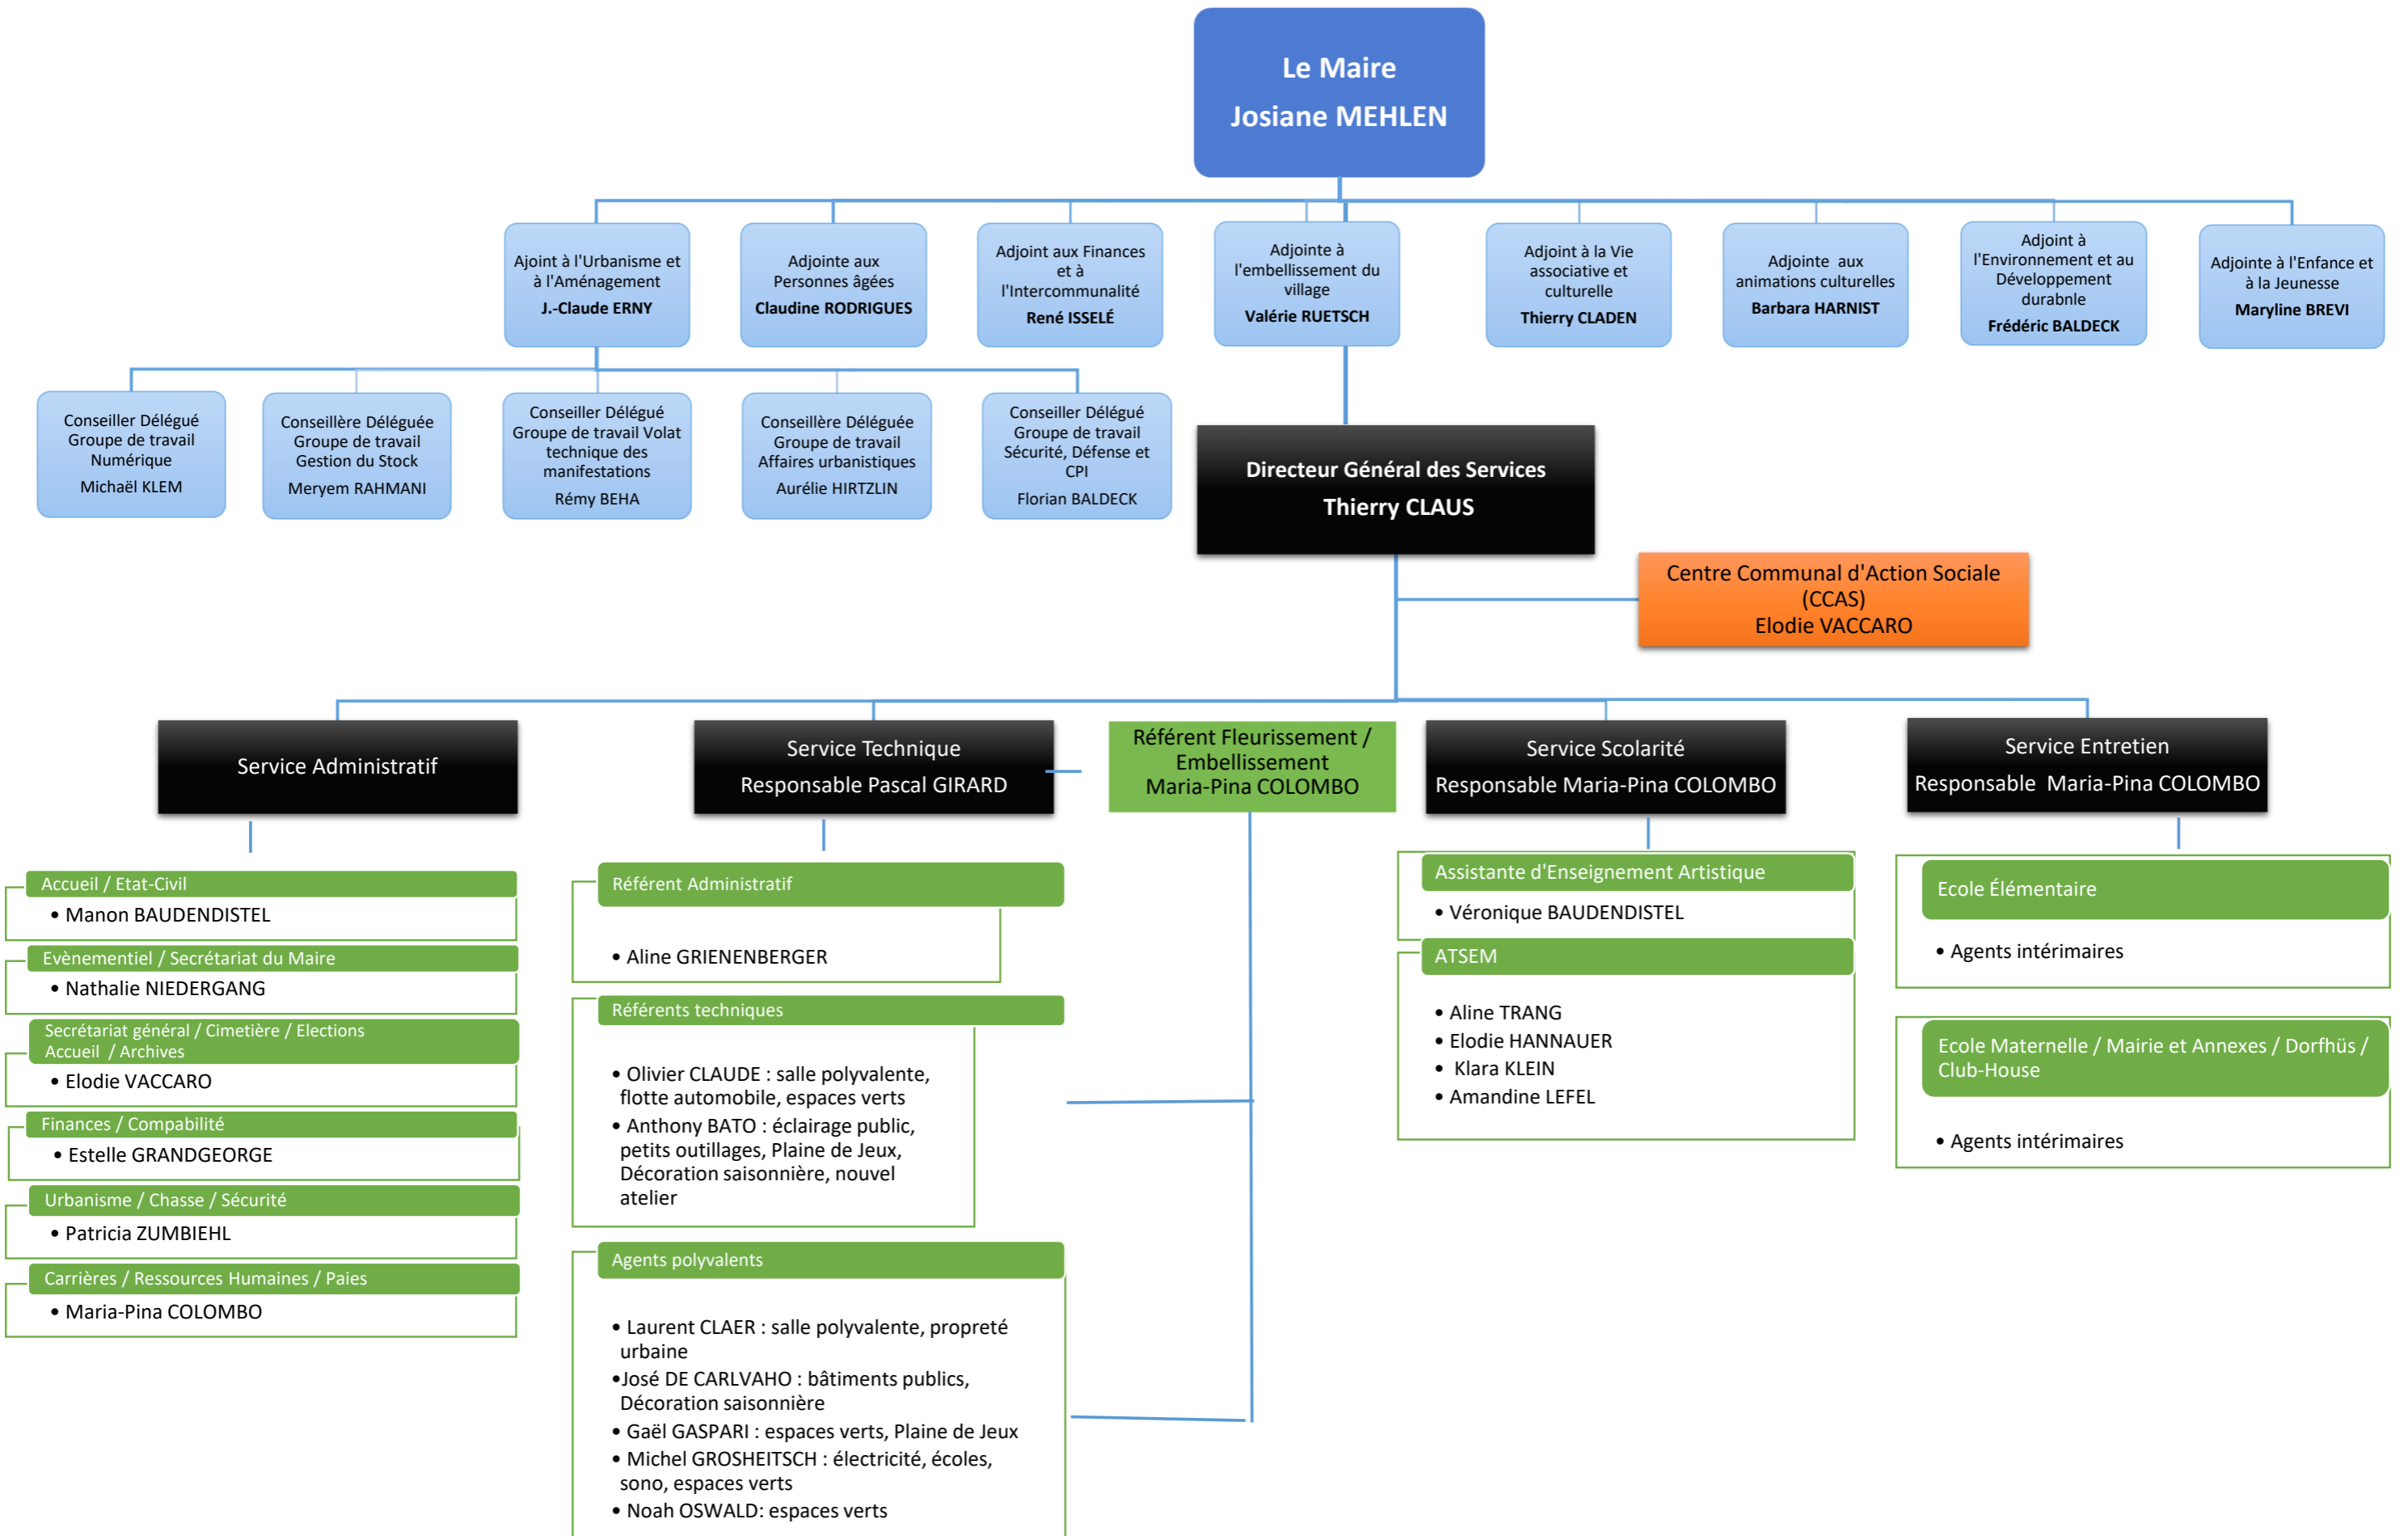 Le Maire
Josiane MEHLEN
Ajoint à l'Urbanisme et
à l'Aménagement
J.-Claude ERNY
Adjointe aux
Personnes âgées
Claudine RODRIGUES
Adjoint aux Finances
et à
l'Intercommunalité
René ISSELÉ
Adjointe à
l'embellissement du
village
Valérie RUETSCH
Adjoint à la Vie
associative et
culturelle
Thierry CLADEN
Adjointe aux
animations culturelles
Barbara HARNIST
Adjoint à
l'Environnement et au
Développement
durabnle
Frédéric BALDECK
Adjointe à l'Enfance et
à la Jeunesse
Maryline BREVI
Conseiller Délégué
Groupe de travail
Numérique
Michaël KLEM
Conseillère Déléguée
Groupe de travail
Gestion du Stock
Meryem RAHMANI
Conseiller Délégué
Groupe de travail Volat
technique des
manifestations
Rémy BEHA
Conseillère Déléguée
Groupe de travail
Affaires urbanistiques
Aurélie HIRTZLIN
Conseiller Délégué
Groupe de travail
Sécurité, Défense et
CPI
Florian BALDECK
Directeur Général des Services
Thierry CLAUS
Centre Communal d'Action Sociale
(CCAS)
Elodie VACCARO
Service Administratif
Service Technique
Responsable Pascal GIRARD
Référent Fleurissement /
Embellissement
Maria-Pina COLOMBO
Service Scolarité
Responsable Maria-Pina COLOMBO
Service Entretien
Responsable Maria-Pina COLOMBO
Accueil / Etat-Civil
• Manon BAUDENDISTEL
Evènementiel / Secrétariat du Maire
• Nathalie NIEDERGANG
Secrétariat général / Cimetière / Elections
Accueil / Archives
• Elodie VACCARO
Finances / Compabilité
• Estelle GRANDGEORGE
Urbanisme / Chasse / Sécurité
• Patricia ZUMBIEHL
Carrières / Ressources Humaines / Paies
• Maria-Pina COLOMBO
Référent Administratif
• Aline GRIENENBERGER
Référents techniques
• Olivier CLAUDE : salle polyvalente,
flotte automobile, espaces verts
• Anthony BATO : éclairage public,
petits outillages, Plaine de Jeux,
Décoration saisonnière, nouvel
atelier
Agents polyvalents
• Laurent CLAER : salle polyvalente, propreté
urbaine
•José DE CARLVAHO : bâtiments publics,
Décoration saisonnière
• Gaël GASPARI : espaces verts, Plaine de Jeux
• Michel GROSHEITSCH : électricité, écoles,
sono, espaces verts
• Noah OSWALD: espaces verts
Assistante d'Enseignement Artistique
• Véronique BAUDENDISTEL
ATSEM
• Aline TRANG
• Elodie HANNAUER
• Klara KLEIN
• Amandine LEFEL
Ecole Élémentaire
• Agents intérimaires
Ecole Maternelle / Mairie et Annexes / Dorfhüs /
Club-House
• Agents intérimaires